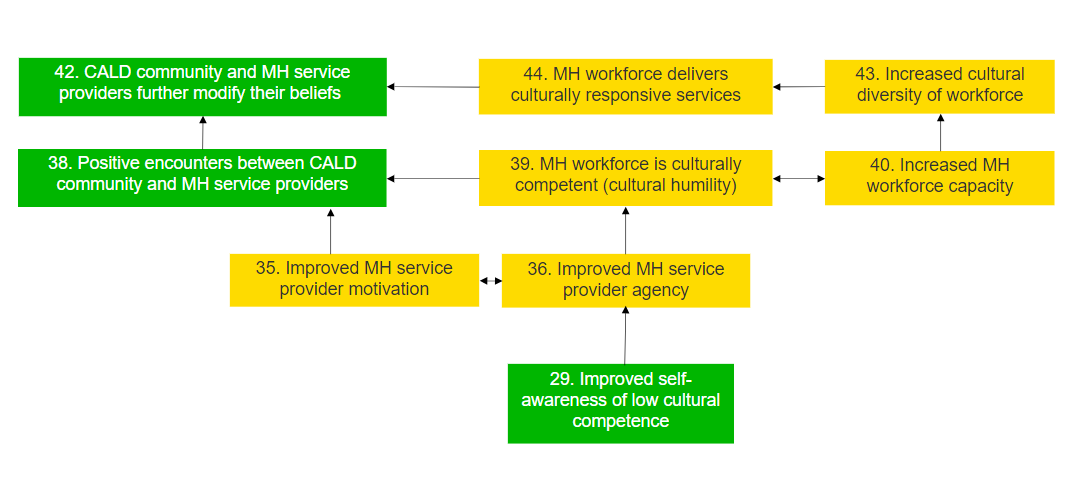 42. CALD community and MH service
providers further modify their beliefs
44. MH workforce delivers
culturally responsive services
43. Increased cultural
diversity of workforce
38. Positive encounters between CALD
community and MH service providers
39. MH workforce is culturally
competent (cultural humility)
40. Increased MH
workforce capacity
35. Improved MH service
provider motivation
36. Improved MH service
provider agency
29. Improved self-
awareness of low cultural
competence